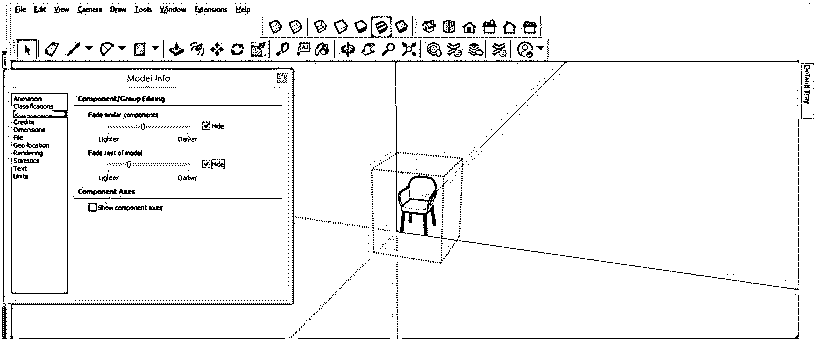 File Edit View Camera Draw Tools Window Extensions Help
Model Info
Default Tray
Animation
Classifications
Components
Credits
Dimensions
File
Geo-location
Rendering
Statistics
Text
Units
Component/Group Editing
Fade similar components
Hide
Lighter Darker
Fade rest of model
Hide
Lighter Darker
Component Axes
Show component axes